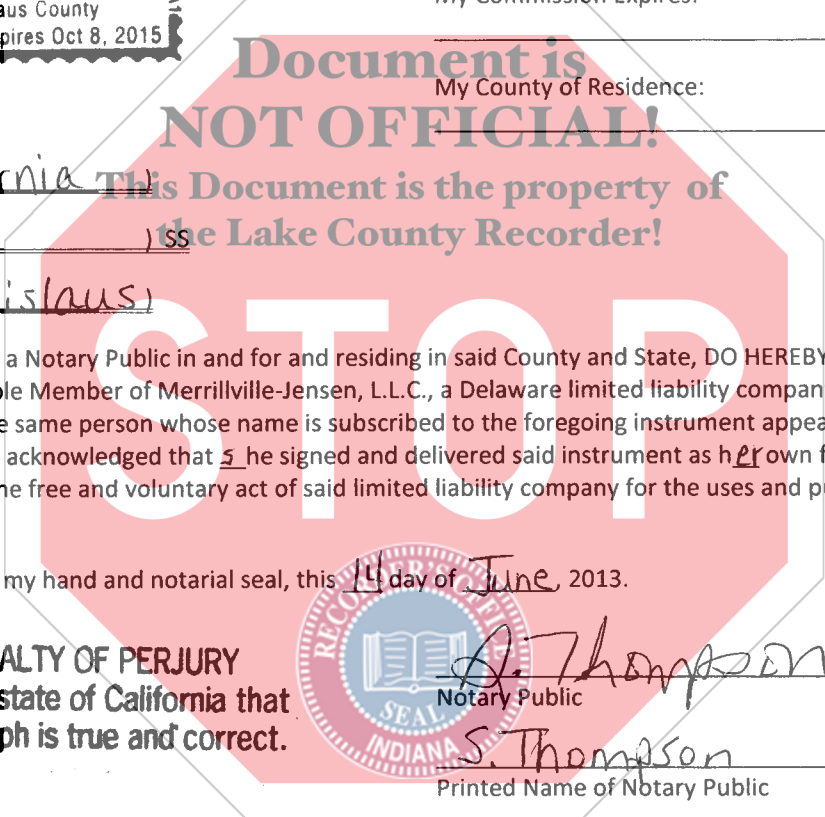 aus County
pires Oct 8, 2015
My Commission Expires:
Document is
My County of Residence:
NOT OFFICIAL!
rnia )
This Document is the property of
) SS
the Lake County Recorder!
islaus)
STOP
a Notary Public in and for and residing in said County and State, DO HEREBY
le Member of Merrillville-Jensen, L.L.C., a Delaware limited liability compan
e same person whose name is subscribed to the foregoing instrument appea
acknowledged that s he signed and delivered said instrument as her own f
he free and voluntary act of said limited liability company for the uses and pu
my hand and notarial seal, this 14 day of June, 2013.
RECORDER'S OFFICE
SEAL
INDIANA
ALTY OF PERJURY
state of California that
ph is true and correct.
S. Thompson
Notary Public
S. Thompson
Printed Name of Notary Public